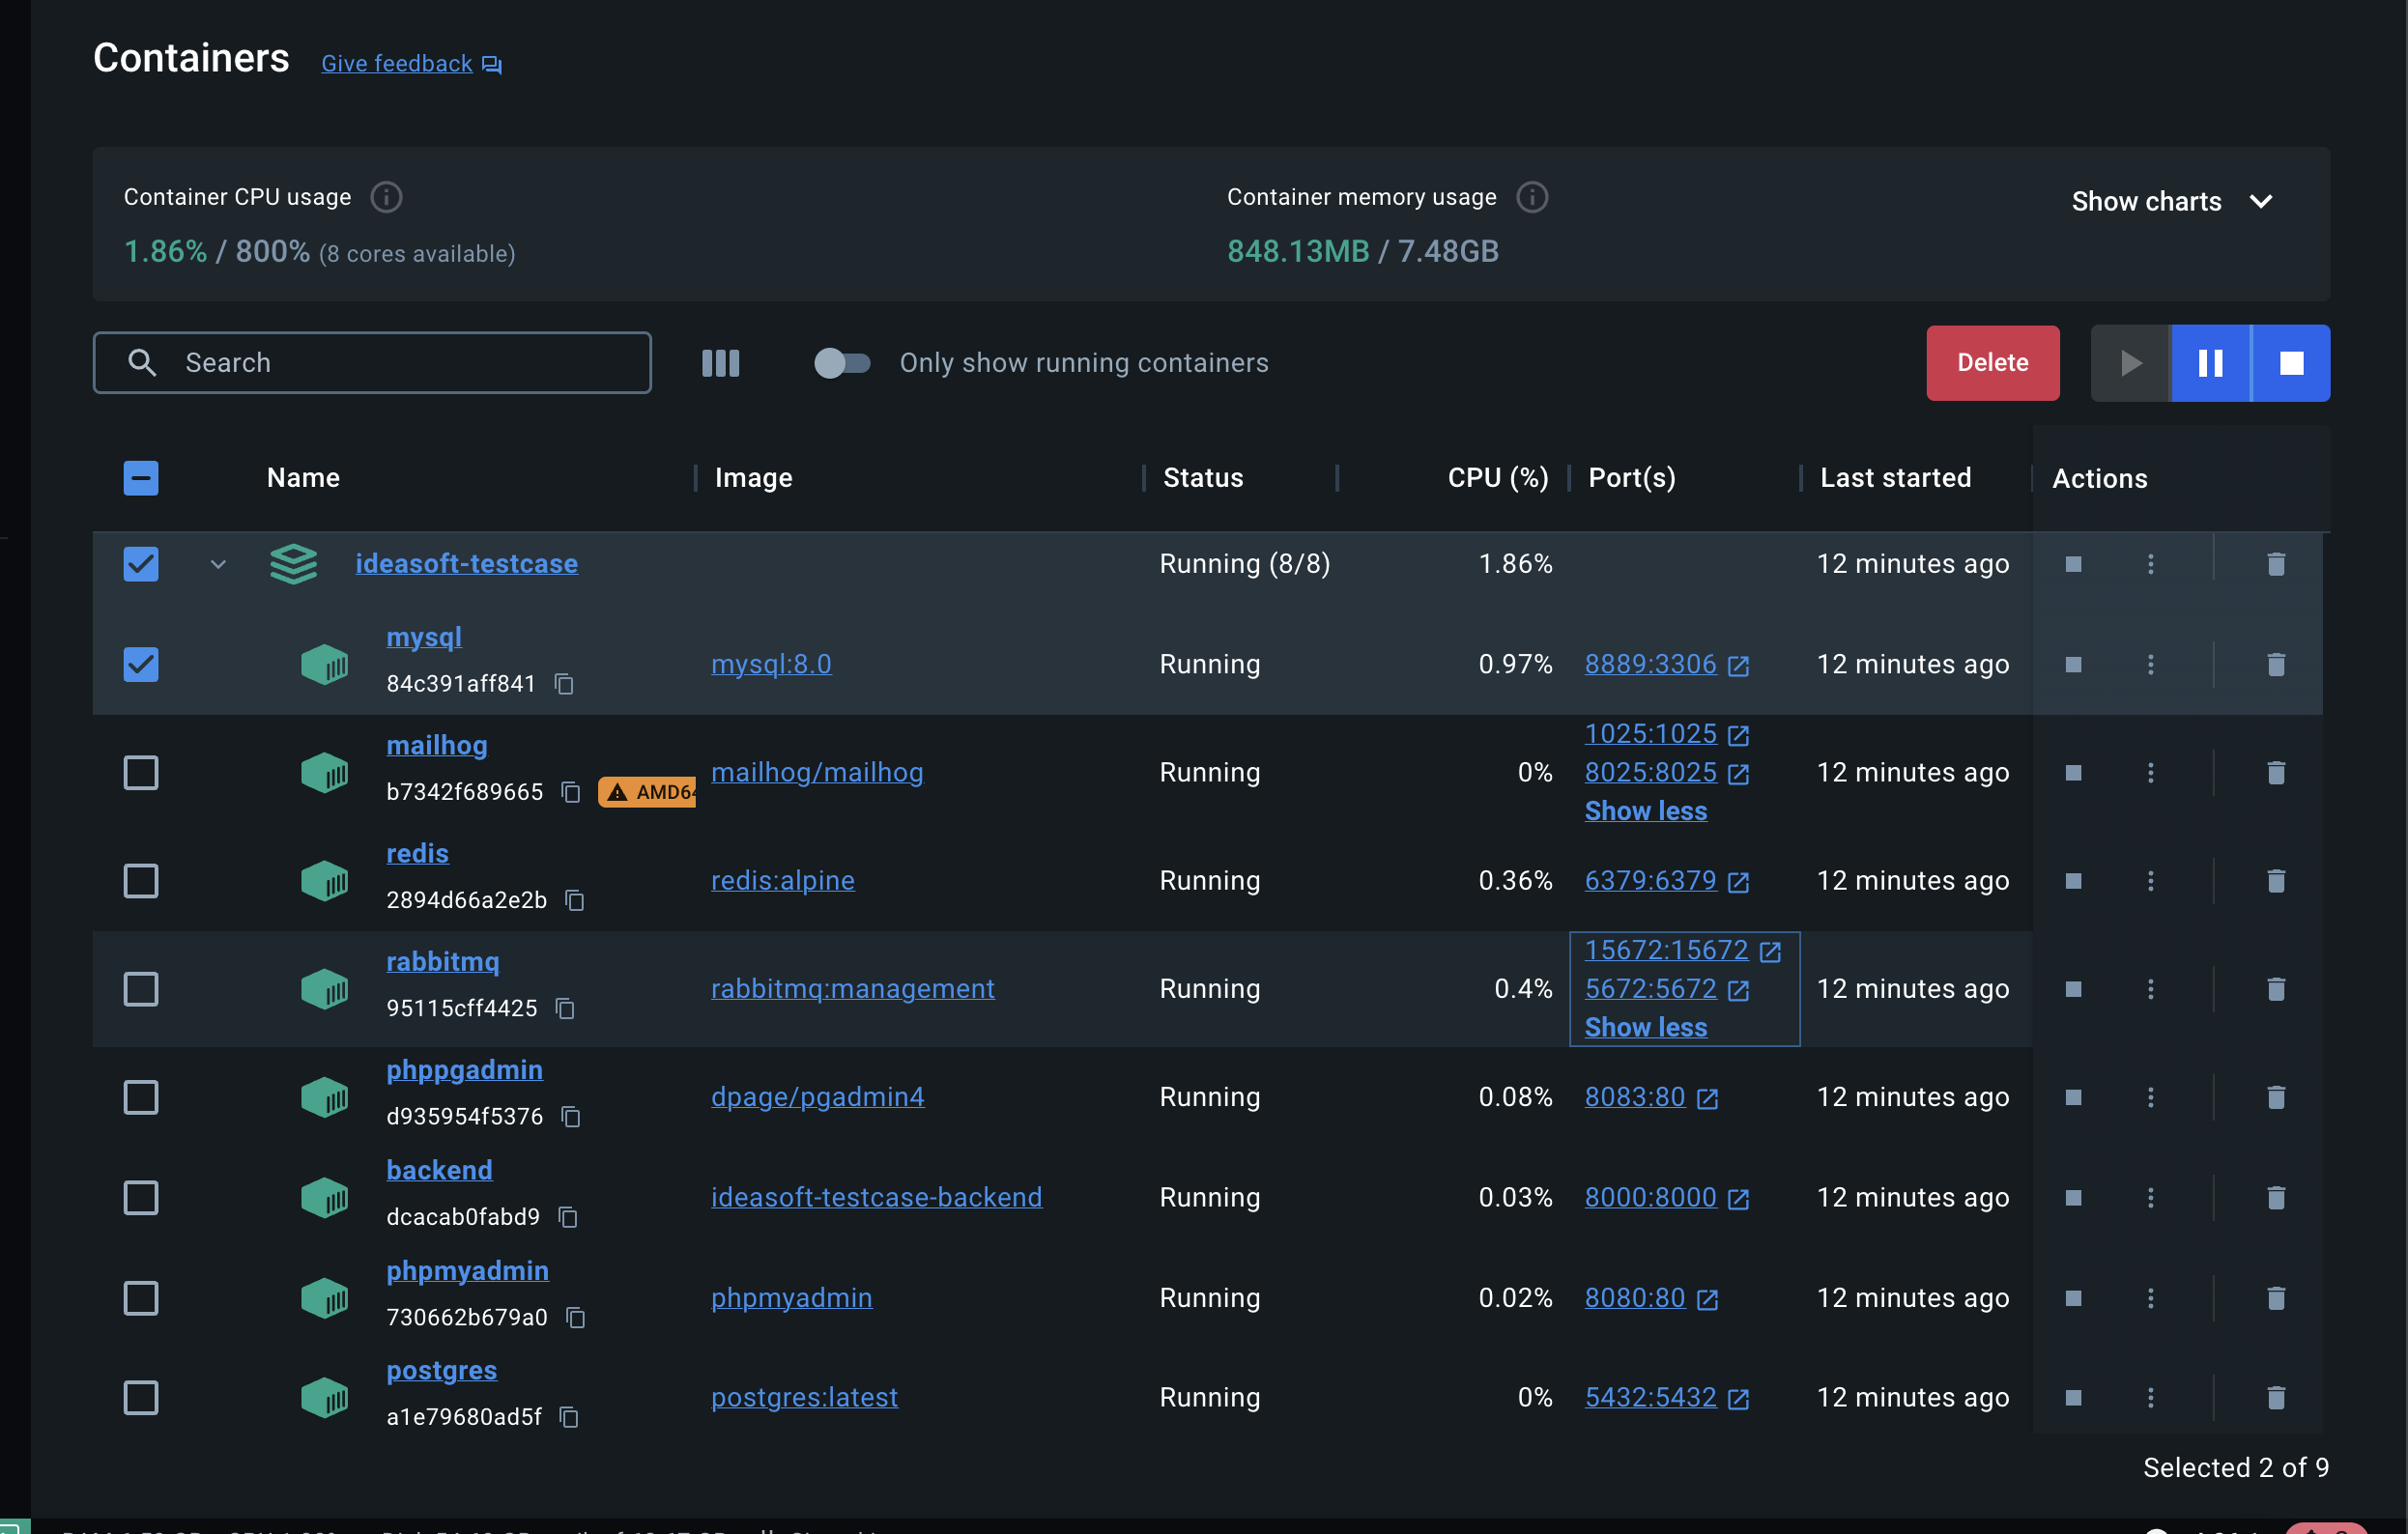 Containers Give feedback
Container CPU usage
1.86% / 800% (8 cores available)
Container memory usage
848.13MB / 7.48GB
Show charts
Search
Only show running containers
Delete
Name Image Status CPU (%) Port(s) Last started Actions
ideasoft-testcase Running (8/8) 1.86% 12 minutes ago
mysql
84c391aff841
mysql:8.0 Running 0.97% 8889:3306 12 minutes ago
mailhog
b7342f689665 AMD64
mailhog/mailhog Running 0%
1025:1025
8025:8025
Show less
12 minutes ago
redis
2894d66a2e2b
redis:alpine Running 0.36% 6379:6379 12 minutes ago
rabbitmq
95115cff4425
rabbitmq:management Running 0.4%
15672:15672
5672:5672
Show less
12 minutes ago
phppgadmin
d935954f5376
dpage/pgadmin4 Running 0.08% 8083:80 12 minutes ago
backend
dcacab0fabd9
ideasoft-testcase-backend Running 0.03% 8000:8000 12 minutes ago
phpmyadmin
730662b679a0
phpmyadmin Running 0.02% 8080:80 12 minutes ago
postgres
a1e79680ad5f
postgres:latest Running 0% 5432:5432 12 minutes ago
Selected 2 of 9